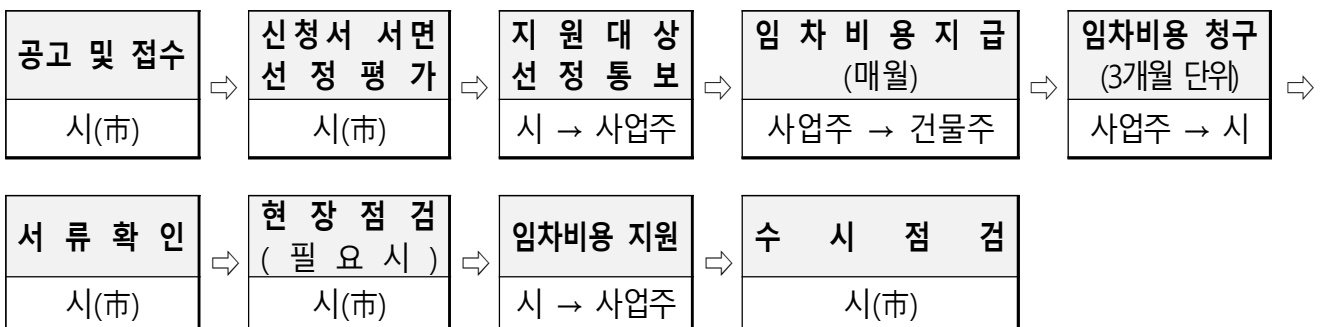 공고 및 접수
시(市)
⇨
신청서 서면
선 정 평 가
시(市)
⇨
지 원 대 상
선 정 통 보
시 → 사업주
⇨
임 차 비 용 지 급
(매월)
사업주 → 건물주
⇨
임차비용 청구
(3개월 단위)
사업주 → 시
⇨
서 류 확 인
시(市)
⇨
현 장 점 검
( 필 요 시 )
시(市)
⇨
임차비용 지원
시 → 사업주
⇨
수 시 점 검
시(市)